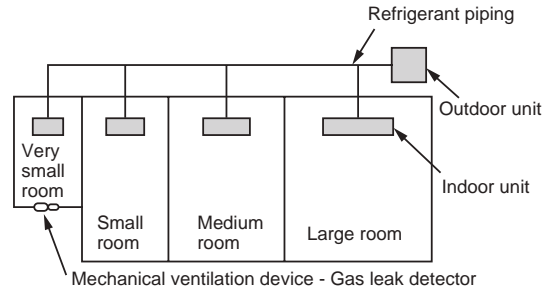 Refrigerant piping
Outdoor unit
Very
small
room
Indoor unit
Small
room
Medium
room
Large room
Mechanical ventilation device - Gas leak detector